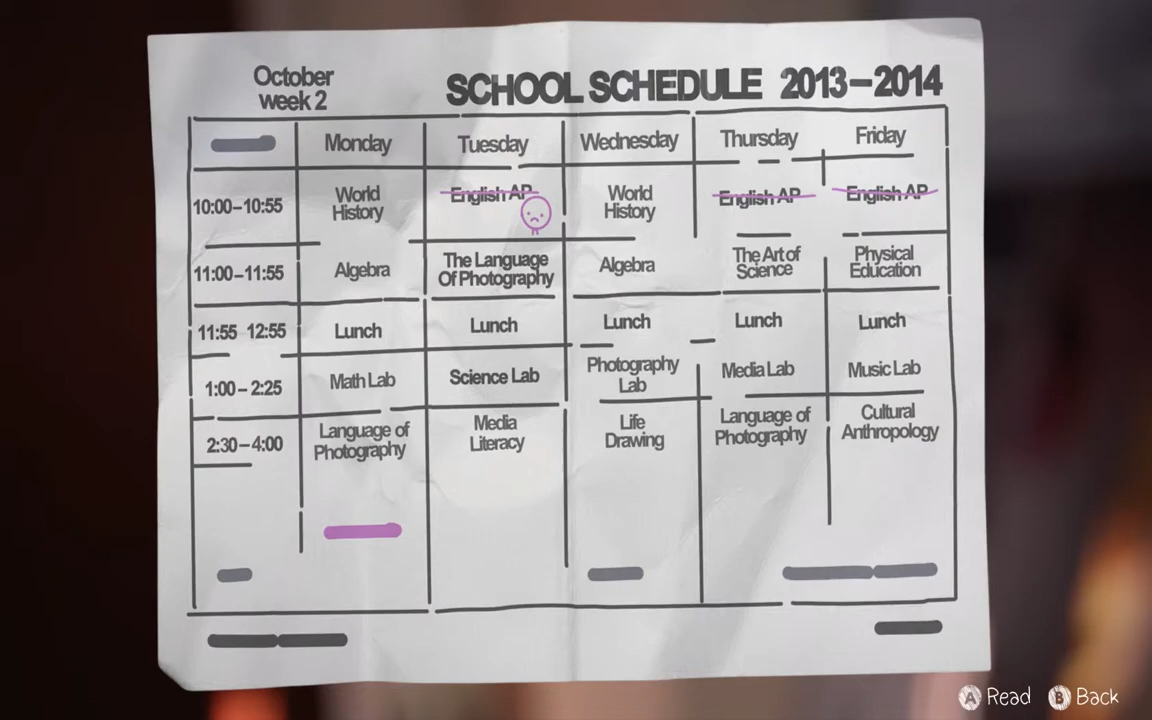 October
week 2
SCHOOL SCHEDULE 2013-2014
Monday Tuesday Wednesday Thursday Friday
10:00-10:55 World History English AP World History English AP English AP
11:00-11:55 Algebra The Language Of Photography Algebra The Art of Science Physical Education
11:55 12:55 Lunch Lunch Lunch Lunch Lunch
1:00-2:25 Math Lab Science Lab Photography Lab Media Lab Music Lab
2:30-4:00 Language of Photography Media Literacy Life Drawing Language of Photography Cultural Anthropology
A Read B Back